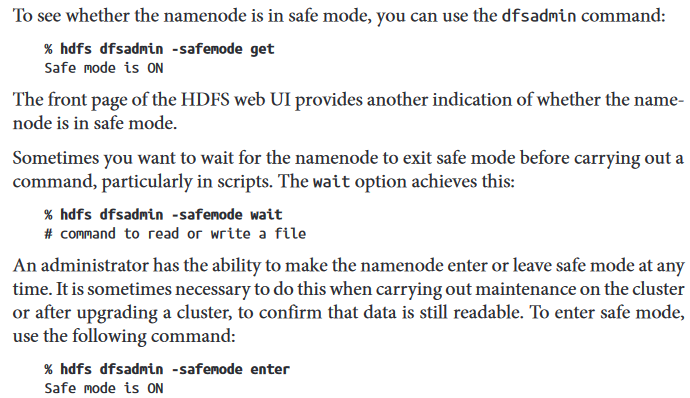 To see whether the namenode is in safe mode, you can use the dfsadmin command:
% hdfs dfsadmin -safemode get
Safe mode is ON
The front page of the HDFS web UI provides another indication of whether the name-
node is in safe mode.
Sometimes you want to wait for the namenode to exit safe mode before carrying out a
command, particularly in scripts. The wait option achieves this:
% hdfs dfsadmin -safemode wait
# command to read or write a file
An administrator has the ability to make the namenode enter or leave safe mode at any
time. It is sometimes necessary to do this when carrying out maintenance on the cluster
or after upgrading a cluster, to confirm that data is still readable. To enter safe mode,
use the following command:
% hdfs dfsadmin -safemode enter
Safe mode is ON